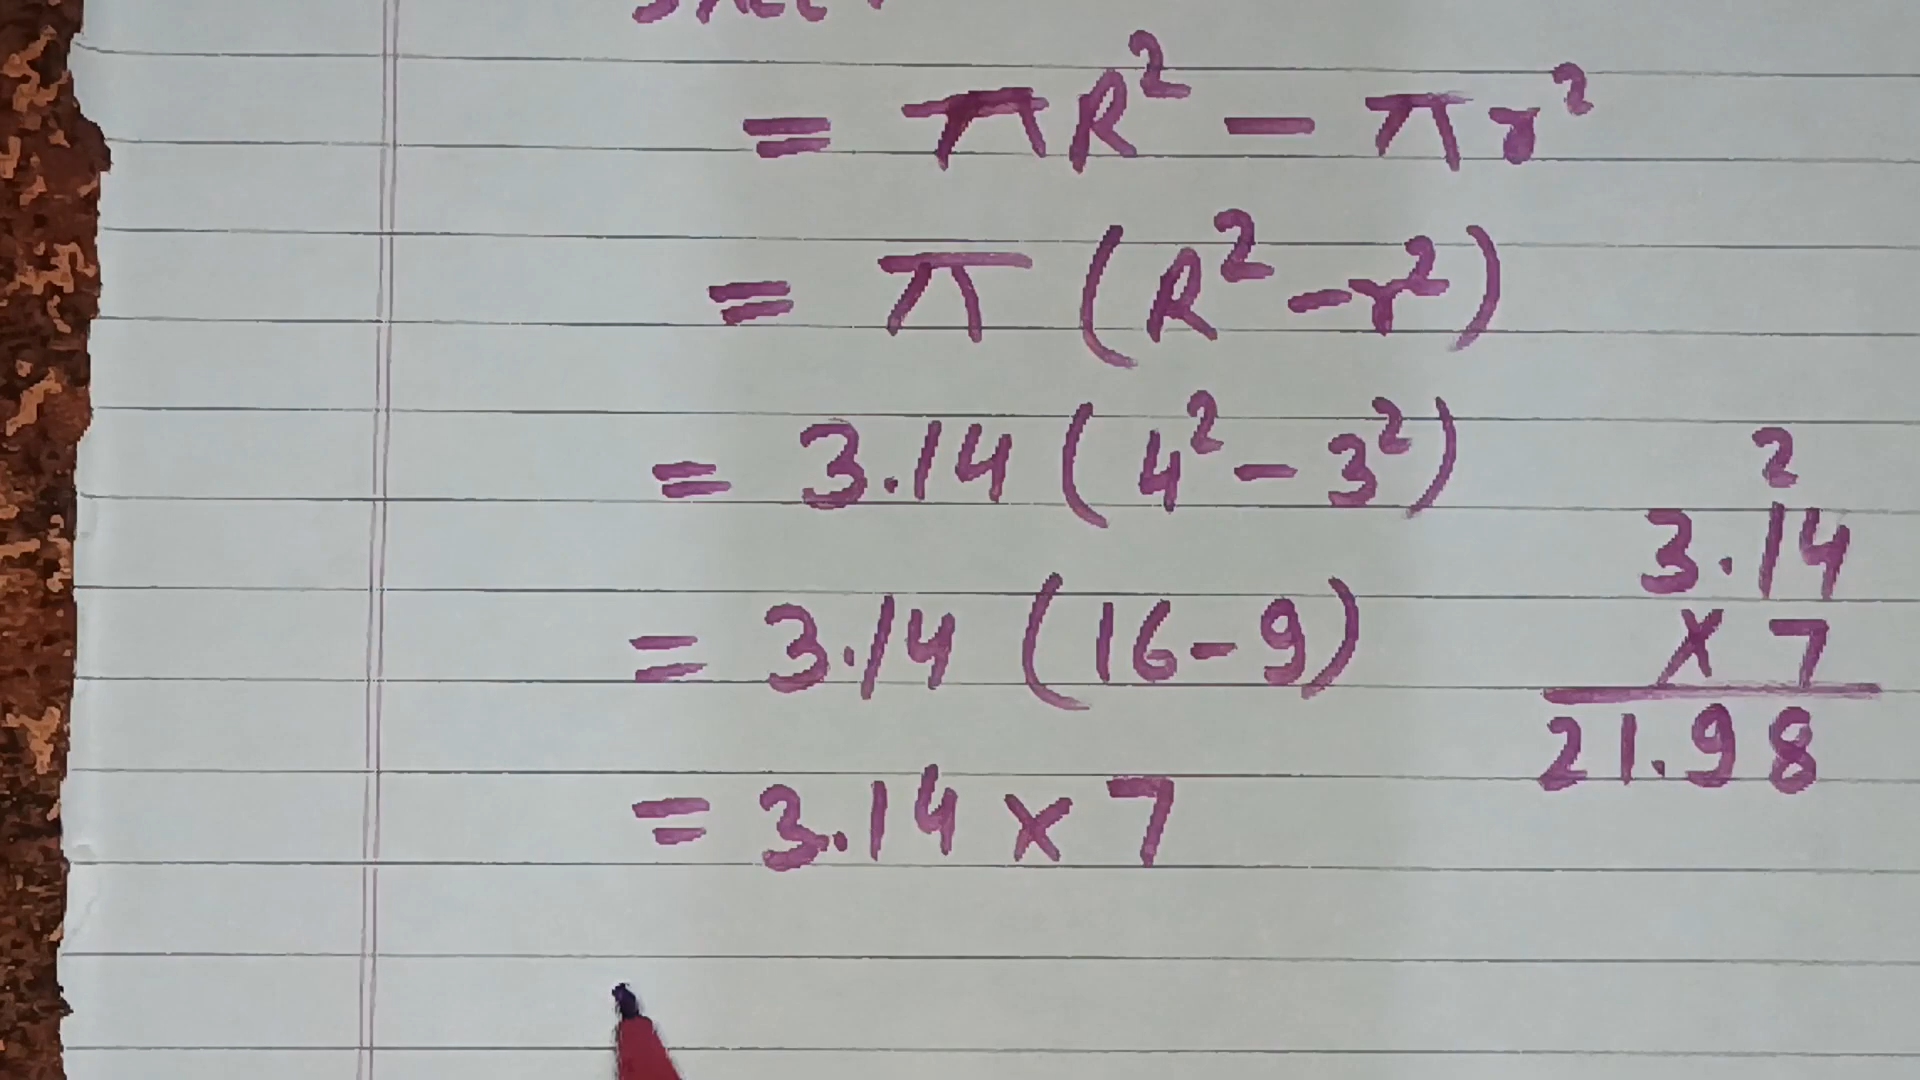 = πR² − πr²
= π (R² − r²)
= 3.14 (4² − 3²)
= 3.14 (16 − 9)
= 3.14 × 7
2
3.14
× 7
21.98